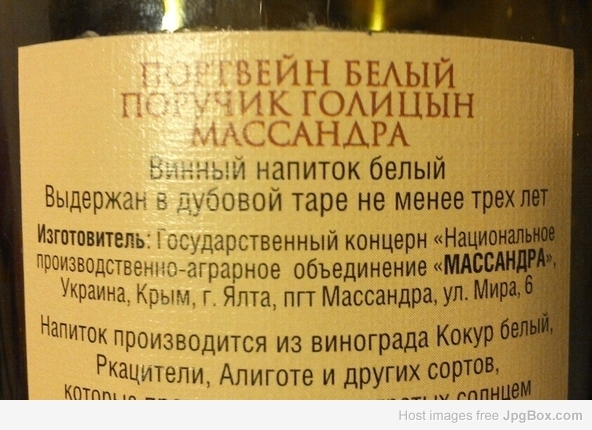 ПОРТВЕЙН БЕЛЫЙ
ПОРУЧИК ГОЛИЦЫН
МАССАНДРА
Винный напиток белый
Выдержан в дубовой таре не менее трех лет
Изготовитель: Государственный концерн «Национальное
производственно-аграрное объединение «МАССАНДРА»,
Украина, Крым, г. Ялта, пгт Массандра, ул. Мира, 6
Напиток производится из винограда Кокур белый,
Ркацители, Алиготе и других сортов,
которые солнцем
Host images free JpgBox.com